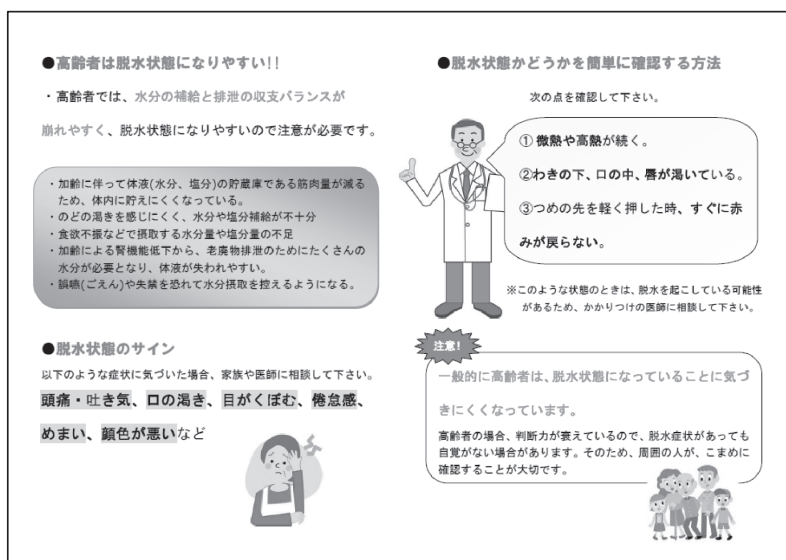 ●高齢者は脱水状態になりやすい!!
・高齢者では、水分の補給と排泄の収支バランスが
崩れやすく、脱水状態になりやすいので注意が必要です。
・加齢に伴って体液(水分、塩分)の貯蔵庫である筋肉量が減る
ため、体内に貯えにくくなっている。
・のどの渇きを感じにくく、水分や塩分補給が不十分
・食欲不振などで摂取する水分量や塩分量の不足
・加齢による腎機能低下から、老廃物排泄のためにたくさんの
水分が必要となり、体液が失われやすい。
・誤嚥(ごえん)や失禁を恐れて水分摂取を控えるようになる。
●脱水状態のサイン
以下のような症状に気づいた場合、家族や医師に相談して下さい。
頭痛・吐き気、口の渇き、目がくぼむ、倦怠感、
めまい、顔色が悪いなど
●脱水状態かどうかを簡単に確認する方法
次の点を確認して下さい。
① 微熱や高熱が続く。
②わきの下、口の中、唇が渇いている。
③つめの先を軽く押した時、すぐに赤
みが戻らない。
※このような状態のときは、脱水を起こしている可能性
があるため、かかりつけの医師に相談して下さい。
注意!
一般的に高齢者は、脱水状態になっていることに気づ
きにくくなっています。
高齢者の場合、判断力が衰えているので、脱水症状があっても
自覚がない場合があります。そのため、周囲の人が、こまめに
確認することが大切です。